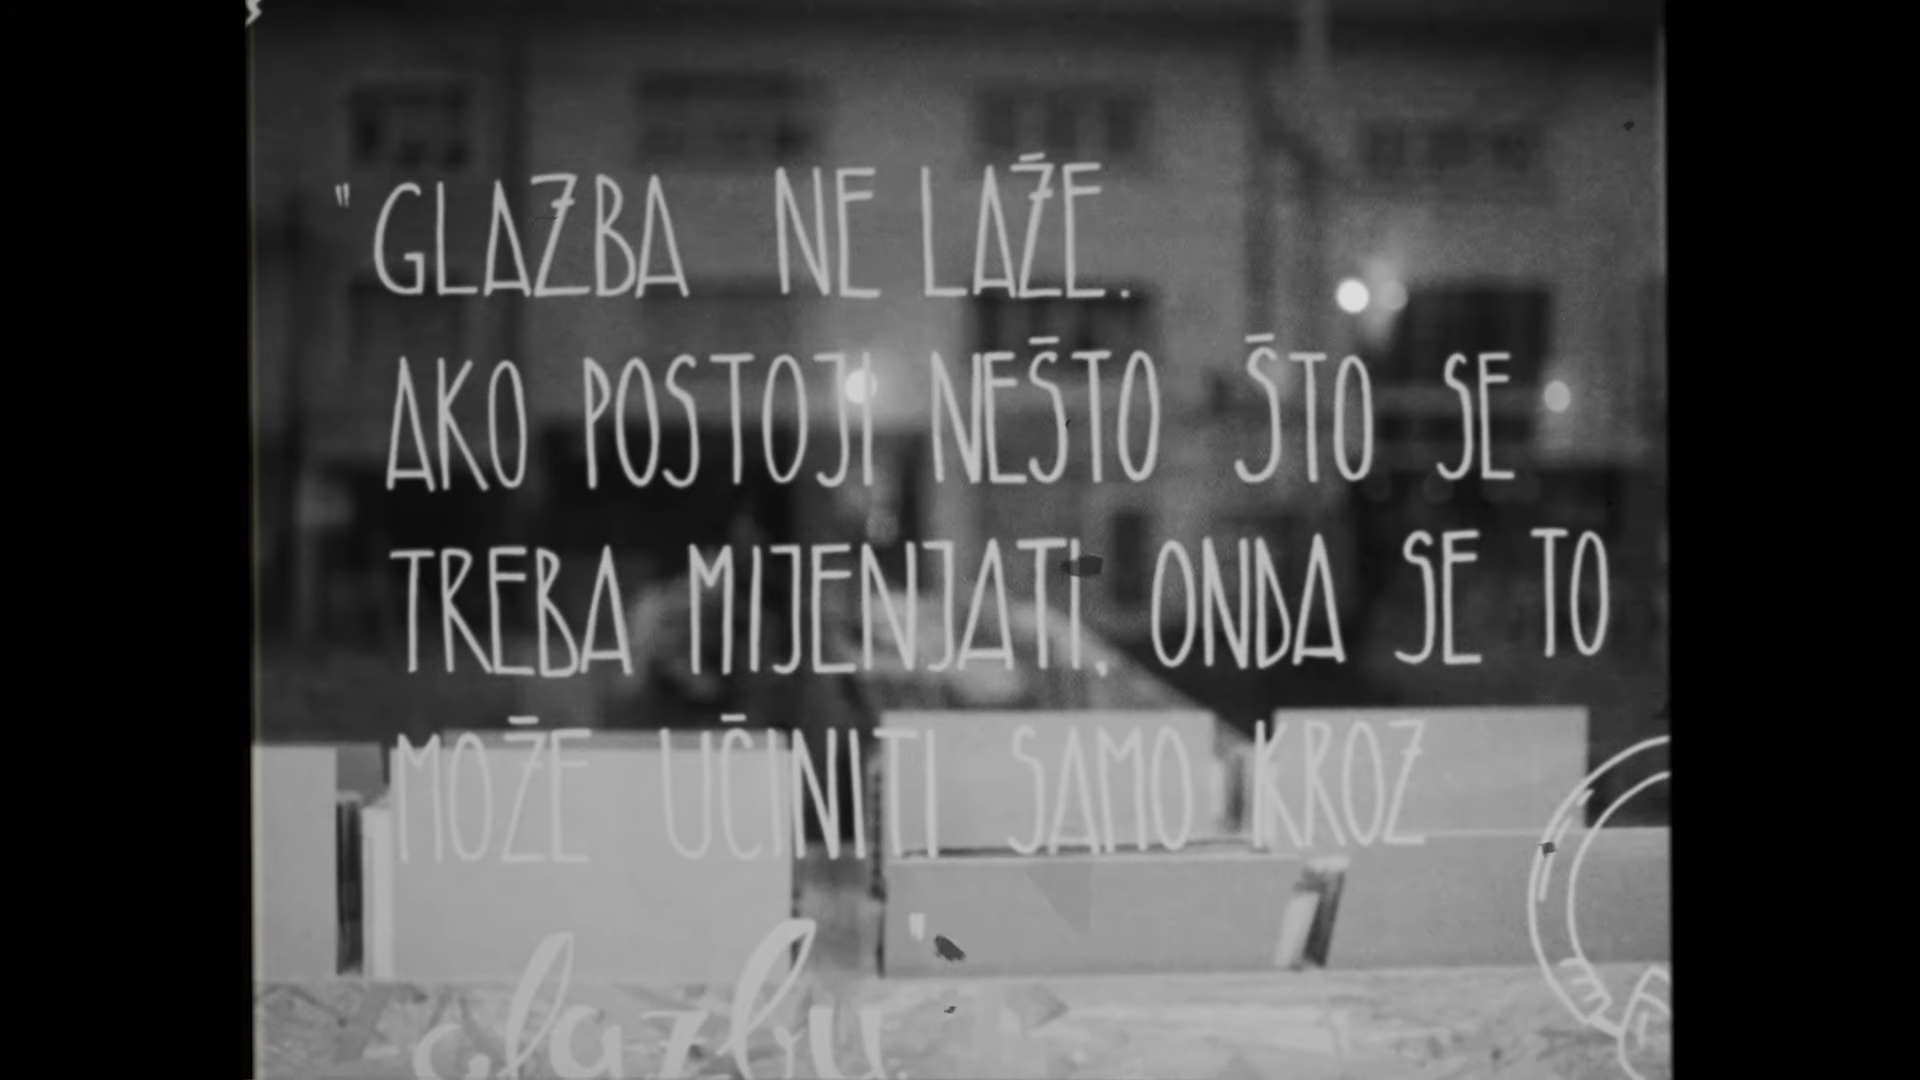 "GLAZBA NE LAŽE.
AKO POSTOJI NEŠTO ŠTO SE
TREBA MIJENJATI, ONDA SE TO
MOŽE UČINITI SAMO KROZ
glazbu."